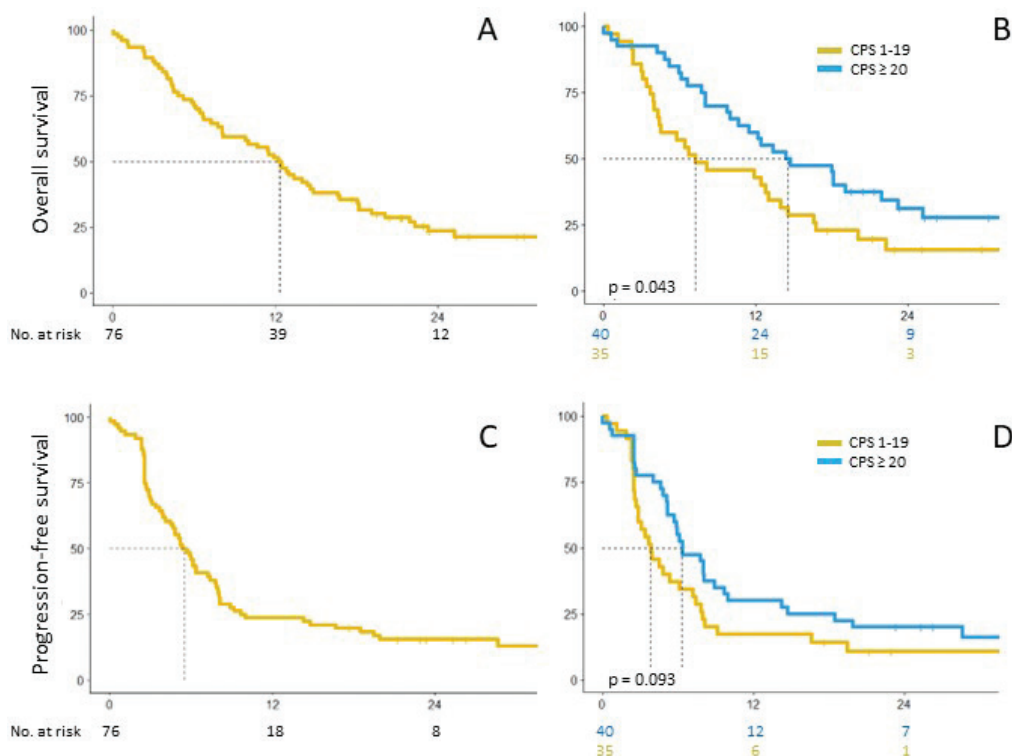 A
Overall survival
100
75
50
25
0
0 12 24
No. at risk 76 39 12
B
CPS 1-19
CPS ≥ 20
100
75
50
25
0
p = 0.043
0 12 24
40 24 9
35 15 3
C
Progression-free survival
100
75
50
25
0
0 12 24
No. at risk 76 18 8
D
CPS 1-19
CPS ≥ 20
100
75
50
25
0
p = 0.093
0 12 24
40 12 7
35 6 1